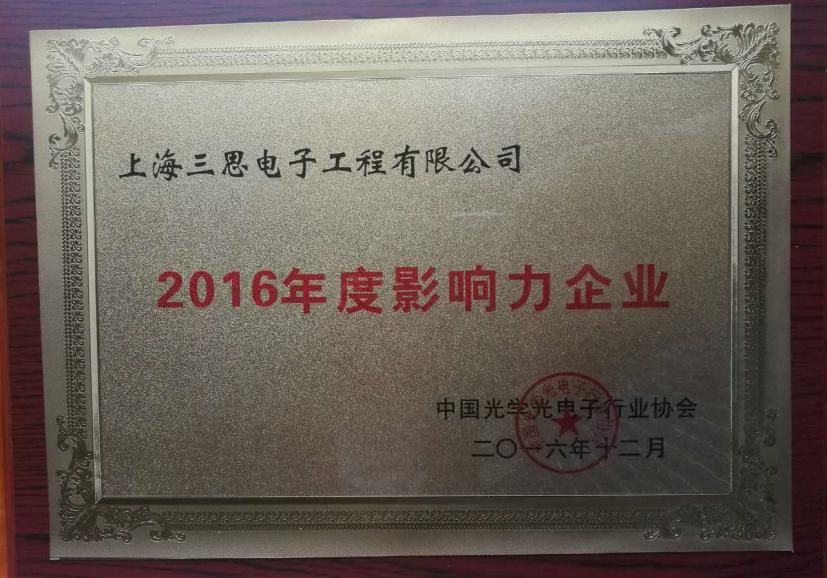 上海三思电子工程有限公司
2016年度影响力企业
中国光学光电子行业协会
二〇一六年十二月